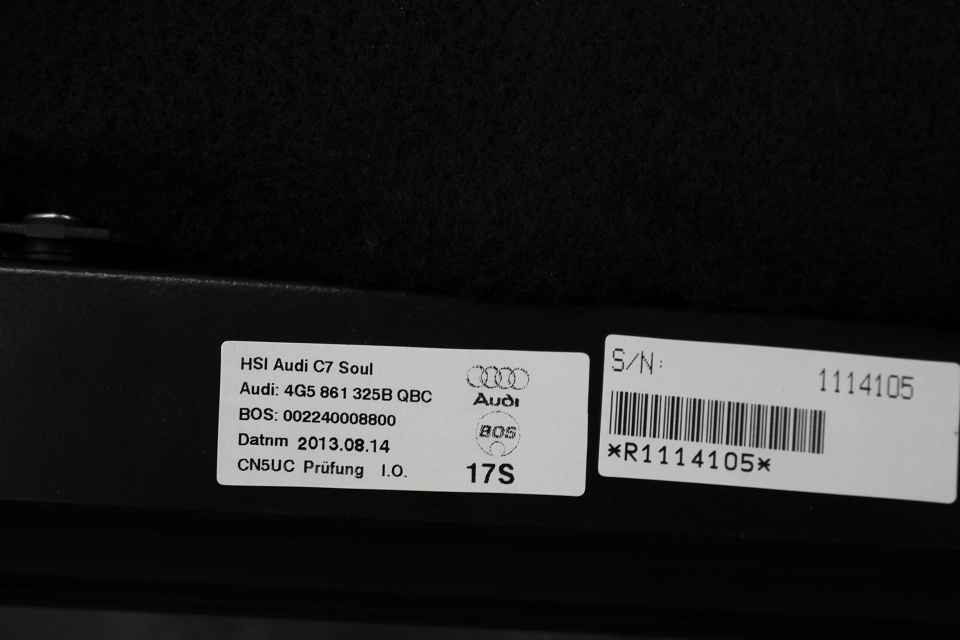 HSI Audi C7 Soul
Audi: 4G5 861 325B QBC
BOS: 002240008800
Datnm 2013.08.14
CN5UC Prüfung I.O.
Audi
BOS
17S
S/N: 1114105
*R1114105*